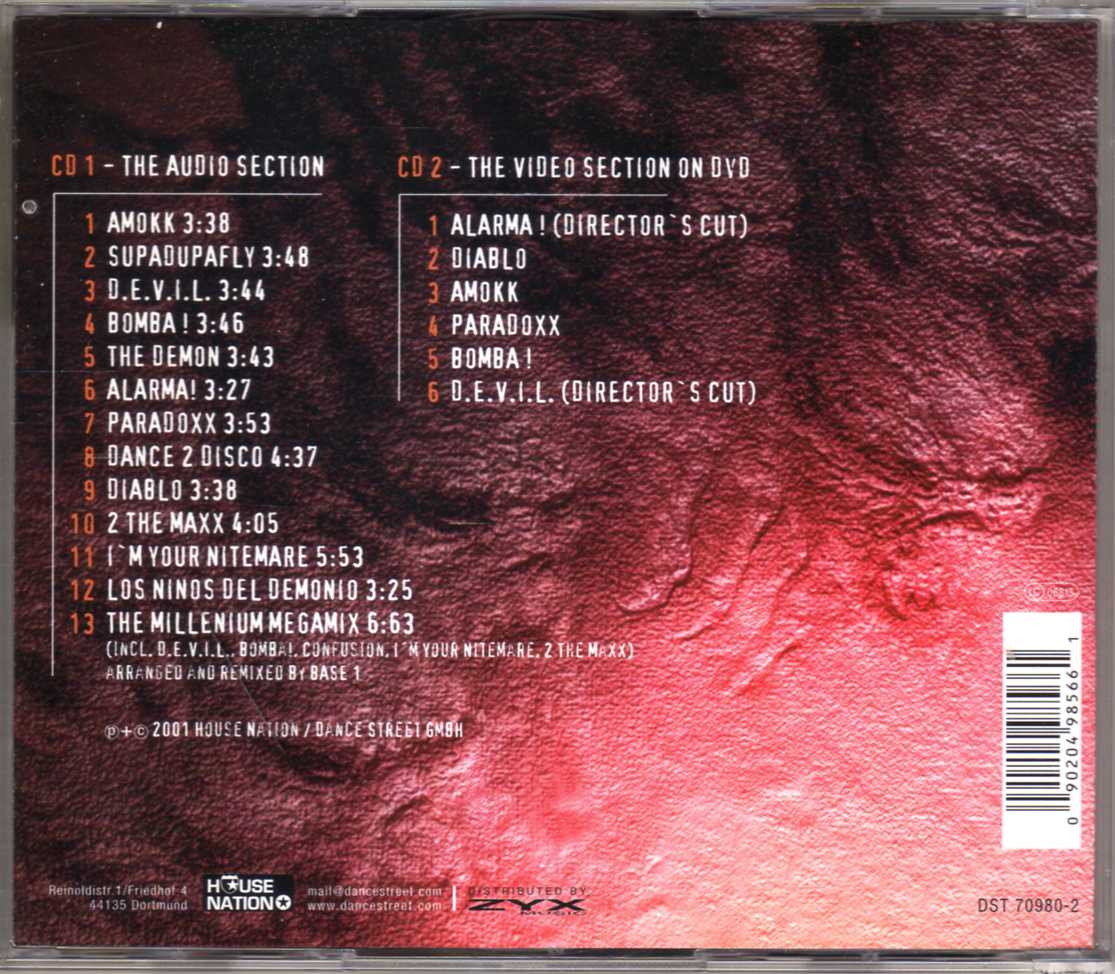 CD 1 - THE AUDIO SECTION
1 AMOKK 3:38
2 SUPADUPAFLY 3:48
3 D.E.V.I.L. 3:44
4 BOMBA! 3:46
5 THE DEMON 3:43
6 ALARMA! 3:27
7 PARADOXX 3:53
8 DANCE 2 DISCO 4:37
9 DIABLO 3:38
10 2 THE MAXX 4:05
11 I`M YOUR NITEMARE 5:53
12 LOS NINOS DEL DEMONIO 3:25
13 THE MILLENIUM MEGAMIX 6:63
(INCL. D.E.V.I.L., BOMBA!, CONFUSION, I`M YOUR NITEMARE, 2 THE MAXX)
ARRANGED AND REMIXED BY BASE 1
℗+© 2001 HOUSE NATION / DANCE STREET GMBH
CD 2 - THE VIDEO SECTION ON DVD
1 ALARMA! (DIRECTOR`S CUT)
2 DIABLO
3 AMOKK
4 PARADOXX
5 BOMBA!
6 D.E.V.I.L. (DIRECTOR`S CUT)
0 90204 98566 1
Reinoldistr.1/Friedhof 4
44135 Dortmund
HOUSE
NATION
mail@dancestreet.com
www.dancestreet.com
DISTRIBUTED BY
ZYX
MUSIC
DST 70980-2